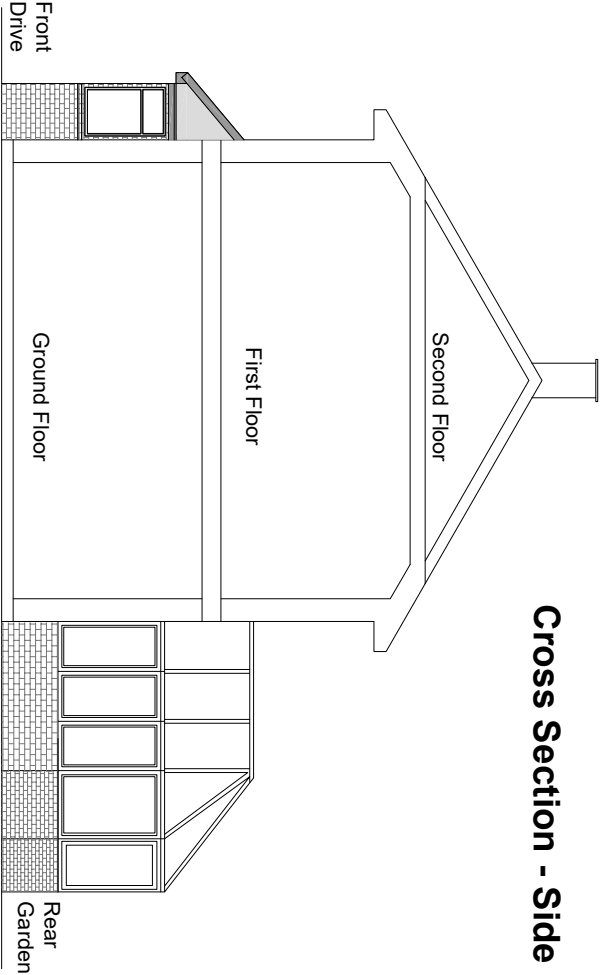 Cross Section - Side
Second Floor
First Floor
Ground Floor
Front
Drive
Rear
Garden